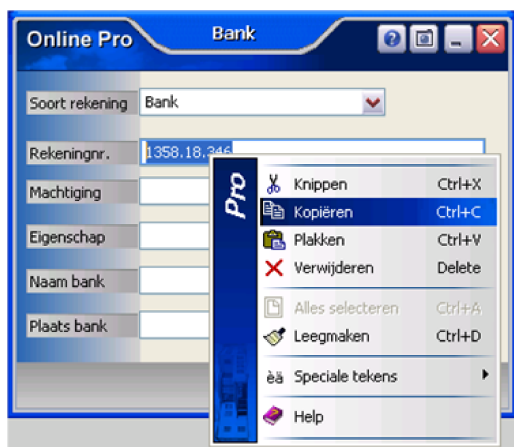 Online Pro Bank
Soort rekening Bank
Rekeningnr. 1358.18.346
Machtiging
Eigenschap
Naam bank
Plaats bank
Pro
Knippen Ctrl+X
Kopiëren Ctrl+C
Plakken Ctrl+V
Verwijderen Delete
Alles selecteren Ctrl+A
Leegmaken Ctrl+D
èä Speciale tekens
Help